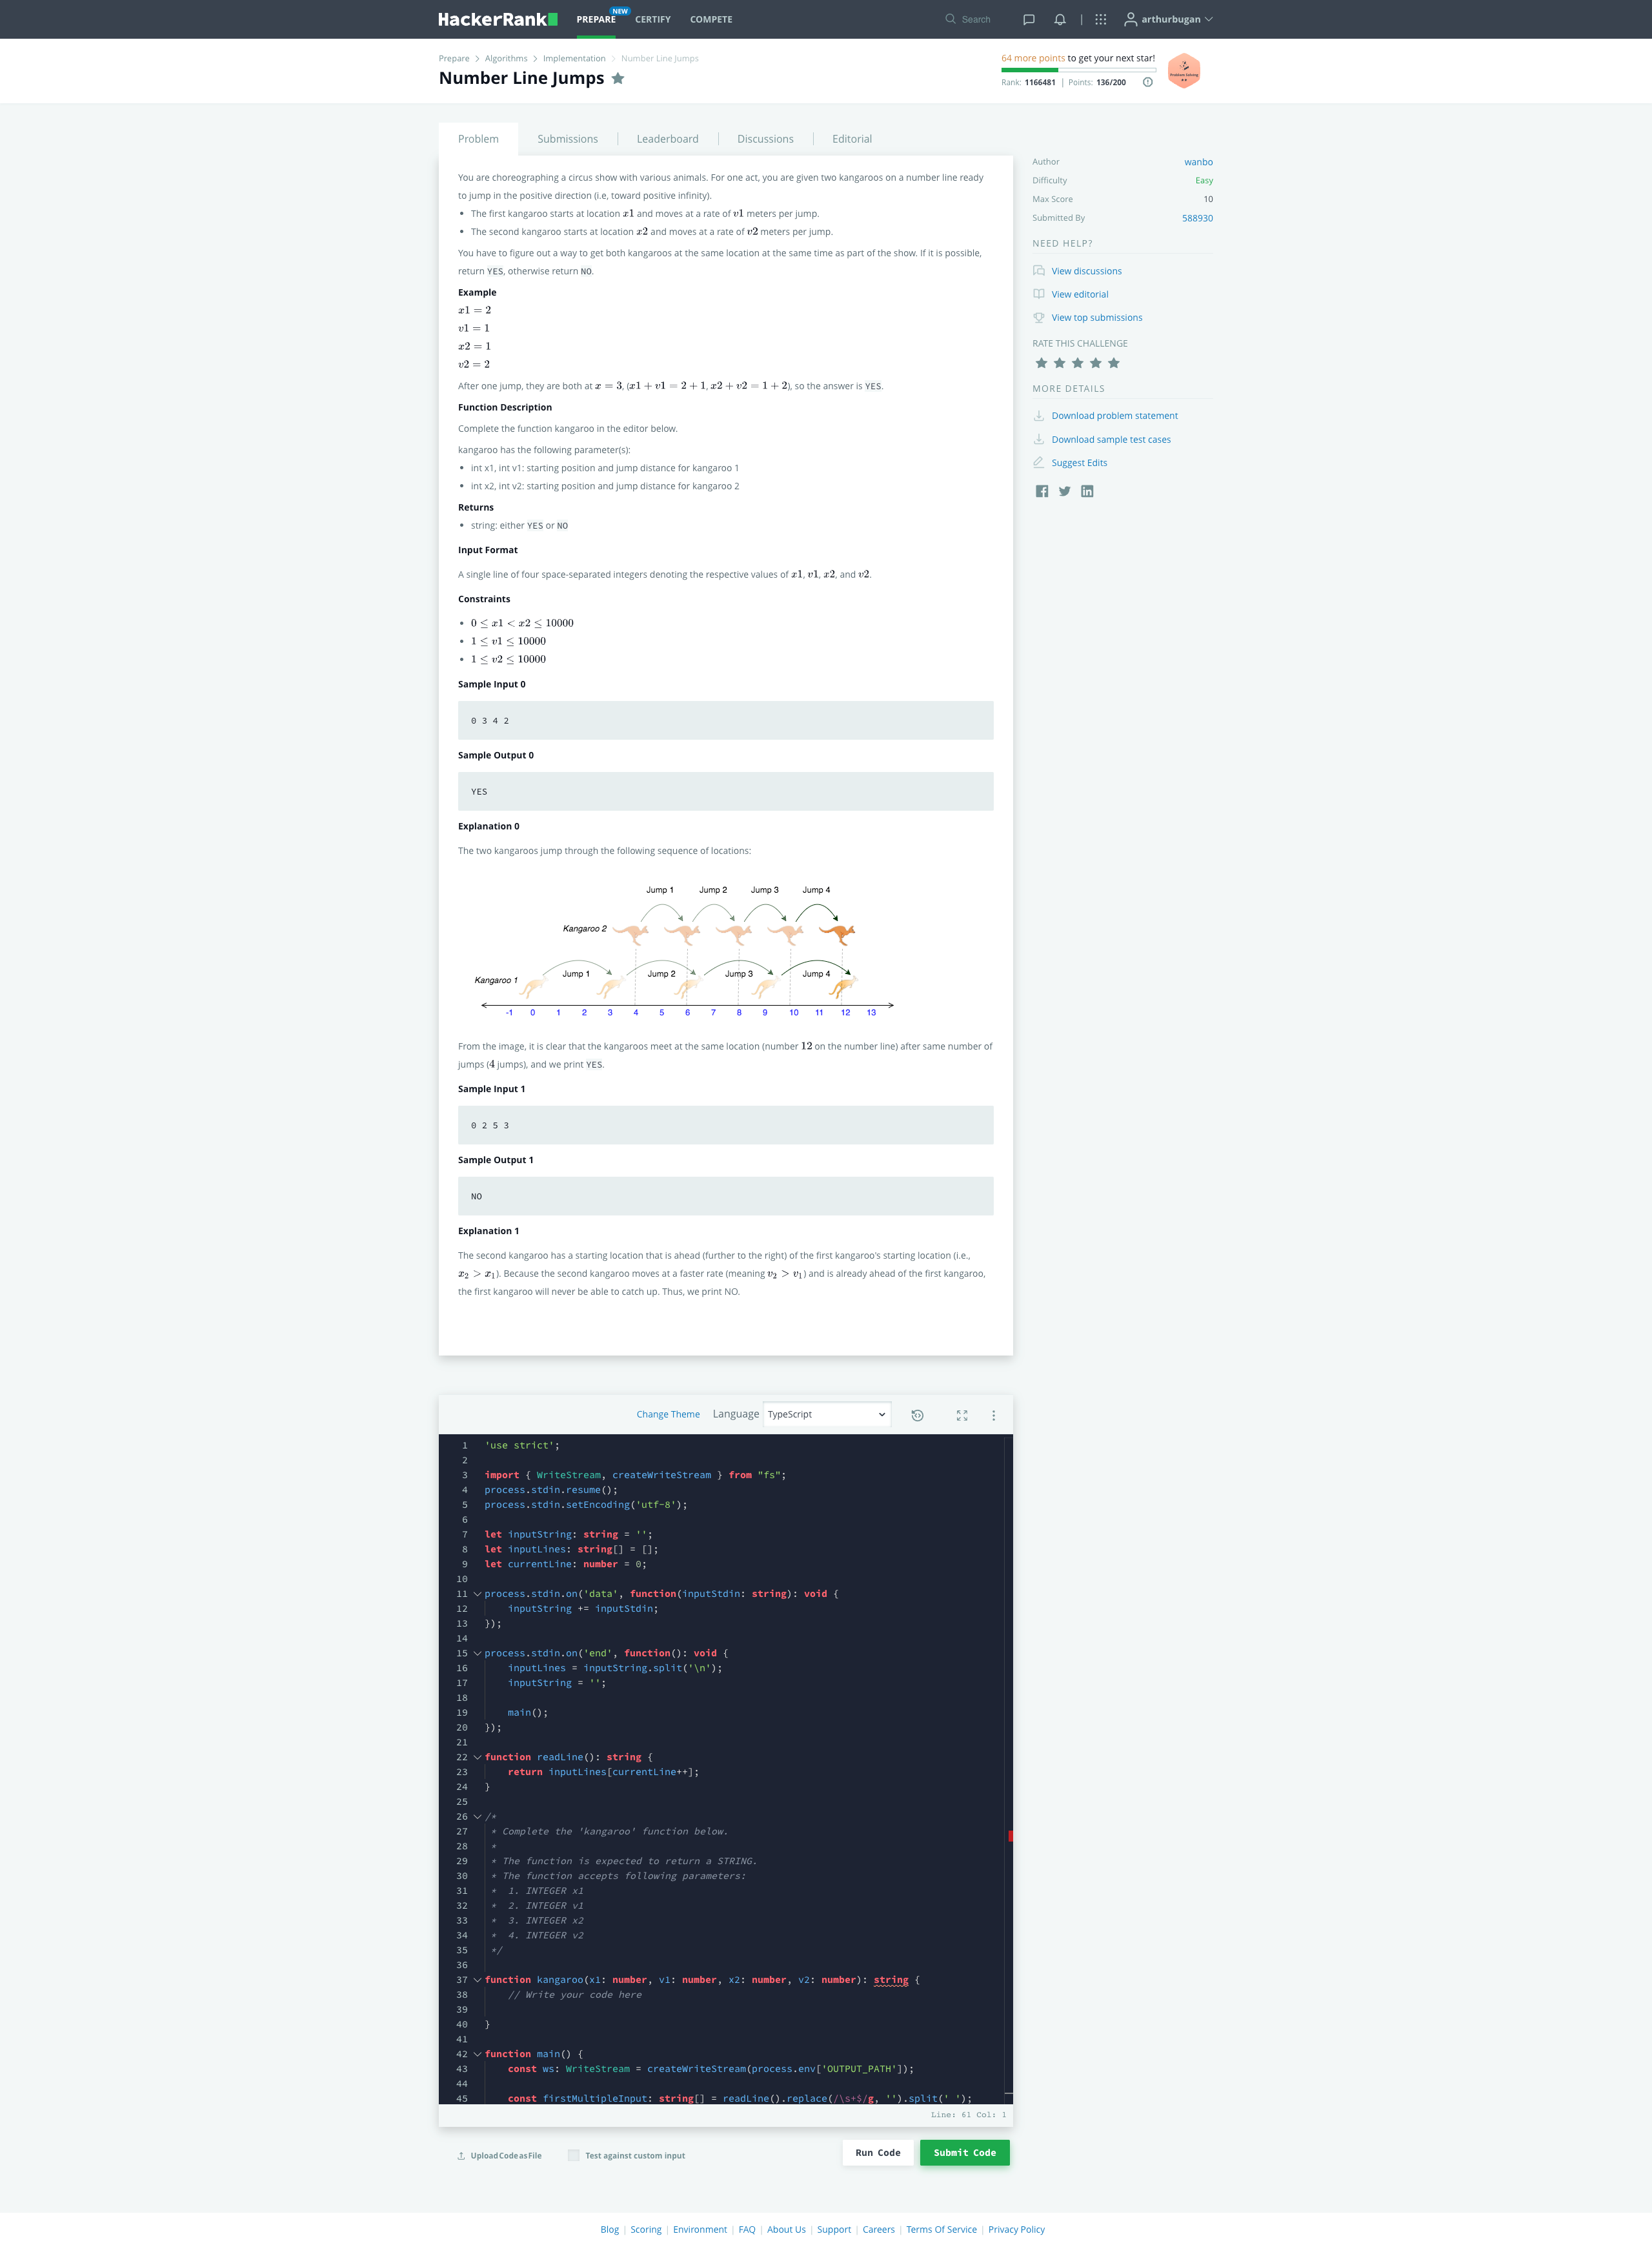 HackerRank
PREPARE
NEW
CERTIFY
COMPETE
Search
|
arthurbugan
Prepare > Algorithms > Implementation > Number Line Jumps
Number Line Jumps
64 more points to get your next star!
Rank: 1166481 | Points: 136/200
Problem Solving
Problem
Submissions
Leaderboard
Discussions
Editorial
You are choreographing a circus show with various animals. For one act, you are given two kangaroos on a number line ready
to jump in the positive direction (i.e, toward positive infinity).
• The first kangaroo starts at location x1 and moves at a rate of v1 meters per jump.
• The second kangaroo starts at location x2 and moves at a rate of v2 meters per jump.
You have to figure out a way to get both kangaroos at the same location at the same time as part of the show. If it is possible,
return YES, otherwise return NO.
Example
x1 = 2
v1 = 1
x2 = 1
v2 = 2
After one jump, they are both at x = 3, (x1 + v1 = 2 + 1, x2 + v2 = 1 + 2), so the answer is YES.
Function Description
Complete the function kangaroo in the editor below.
kangaroo has the following parameter(s):
• int x1, int v1: starting position and jump distance for kangaroo 1
• int x2, int v2: starting position and jump distance for kangaroo 2
Returns
• string: either YES or NO
Input Format
A single line of four space-separated integers denoting the respective values of x1, v1, x2, and v2.
Constraints
• 0 ≤ x1 < x2 ≤ 10000
• 1 ≤ v1 ≤ 10000
• 1 ≤ v2 ≤ 10000
Sample Input 0
0 3 4 2
Sample Output 0
YES
Explanation 0
The two kangaroos jump through the following sequence of locations:
Jump 1 Jump 2 Jump 3 Jump 4
Kangaroo 2
Jump 1 Jump 2 Jump 3 Jump 4
Kangaroo 1
-1 0 1 2 3 4 5 6 7 8 9 10 11 12 13
From the image, it is clear that the kangaroos meet at the same location (number 12 on the number line) after same number of
jumps (4 jumps), and we print YES.
Sample Input 1
0 2 5 3
Sample Output 1
NO
Explanation 1
The second kangaroo has a starting location that is ahead (further to the right) of the first kangaroo's starting location (i.e.,
x2 > x1). Because the second kangaroo moves at a faster rate (meaning v2 > v1) and is already ahead of the first kangaroo,
the first kangaroo will never be able to catch up. Thus, we print NO.
Author wanbo
Difficulty Easy
Max Score 10
Submitted By 588930
NEED HELP?
View discussions
View editorial
View top submissions
RATE THIS CHALLENGE
MORE DETAILS
Download problem statement
Download sample test cases
Suggest Edits
Change Theme Language TypeScript
1 'use strict';
2
3 import { WriteStream, createWriteStream } from "fs";
4 process.stdin.resume();
5 process.stdin.setEncoding('utf-8');
6
7 let inputString: string = '';
8 let inputLines: string[] = [];
9 let currentLine: number = 0;
10
11 process.stdin.on('data', function(inputStdin: string): void {
12 inputString += inputStdin;
13 });
14
15 process.stdin.on('end', function(): void {
16 inputLines = inputString.split('\n');
17 inputString = '';
18
19 main();
20 });
21
22 function readLine(): string {
23 return inputLines[currentLine++];
24 }
25
26 /*
27 * Complete the 'kangaroo' function below.
28 *
29 * The function is expected to return a STRING.
30 * The function accepts following parameters:
31 * 1. INTEGER x1
32 * 2. INTEGER v1
33 * 3. INTEGER x2
34 * 4. INTEGER v2
35 */
36
37 function kangaroo(x1: number, v1: number, x2: number, v2: number): string {
38 // Write your code here
39
40 }
41
42 function main() {
43 const ws: WriteStream = createWriteStream(process.env['OUTPUT_PATH']);
44
45 const firstMultipleInput: string[] = readLine().replace(/\s+$/g, '').split(' ');
Line: 61 Col: 1
Upload Code as File
Test against custom input
Run Code
Submit Code
Blog | Scoring | Environment | FAQ | About Us | Support | Careers | Terms Of Service | Privacy Policy